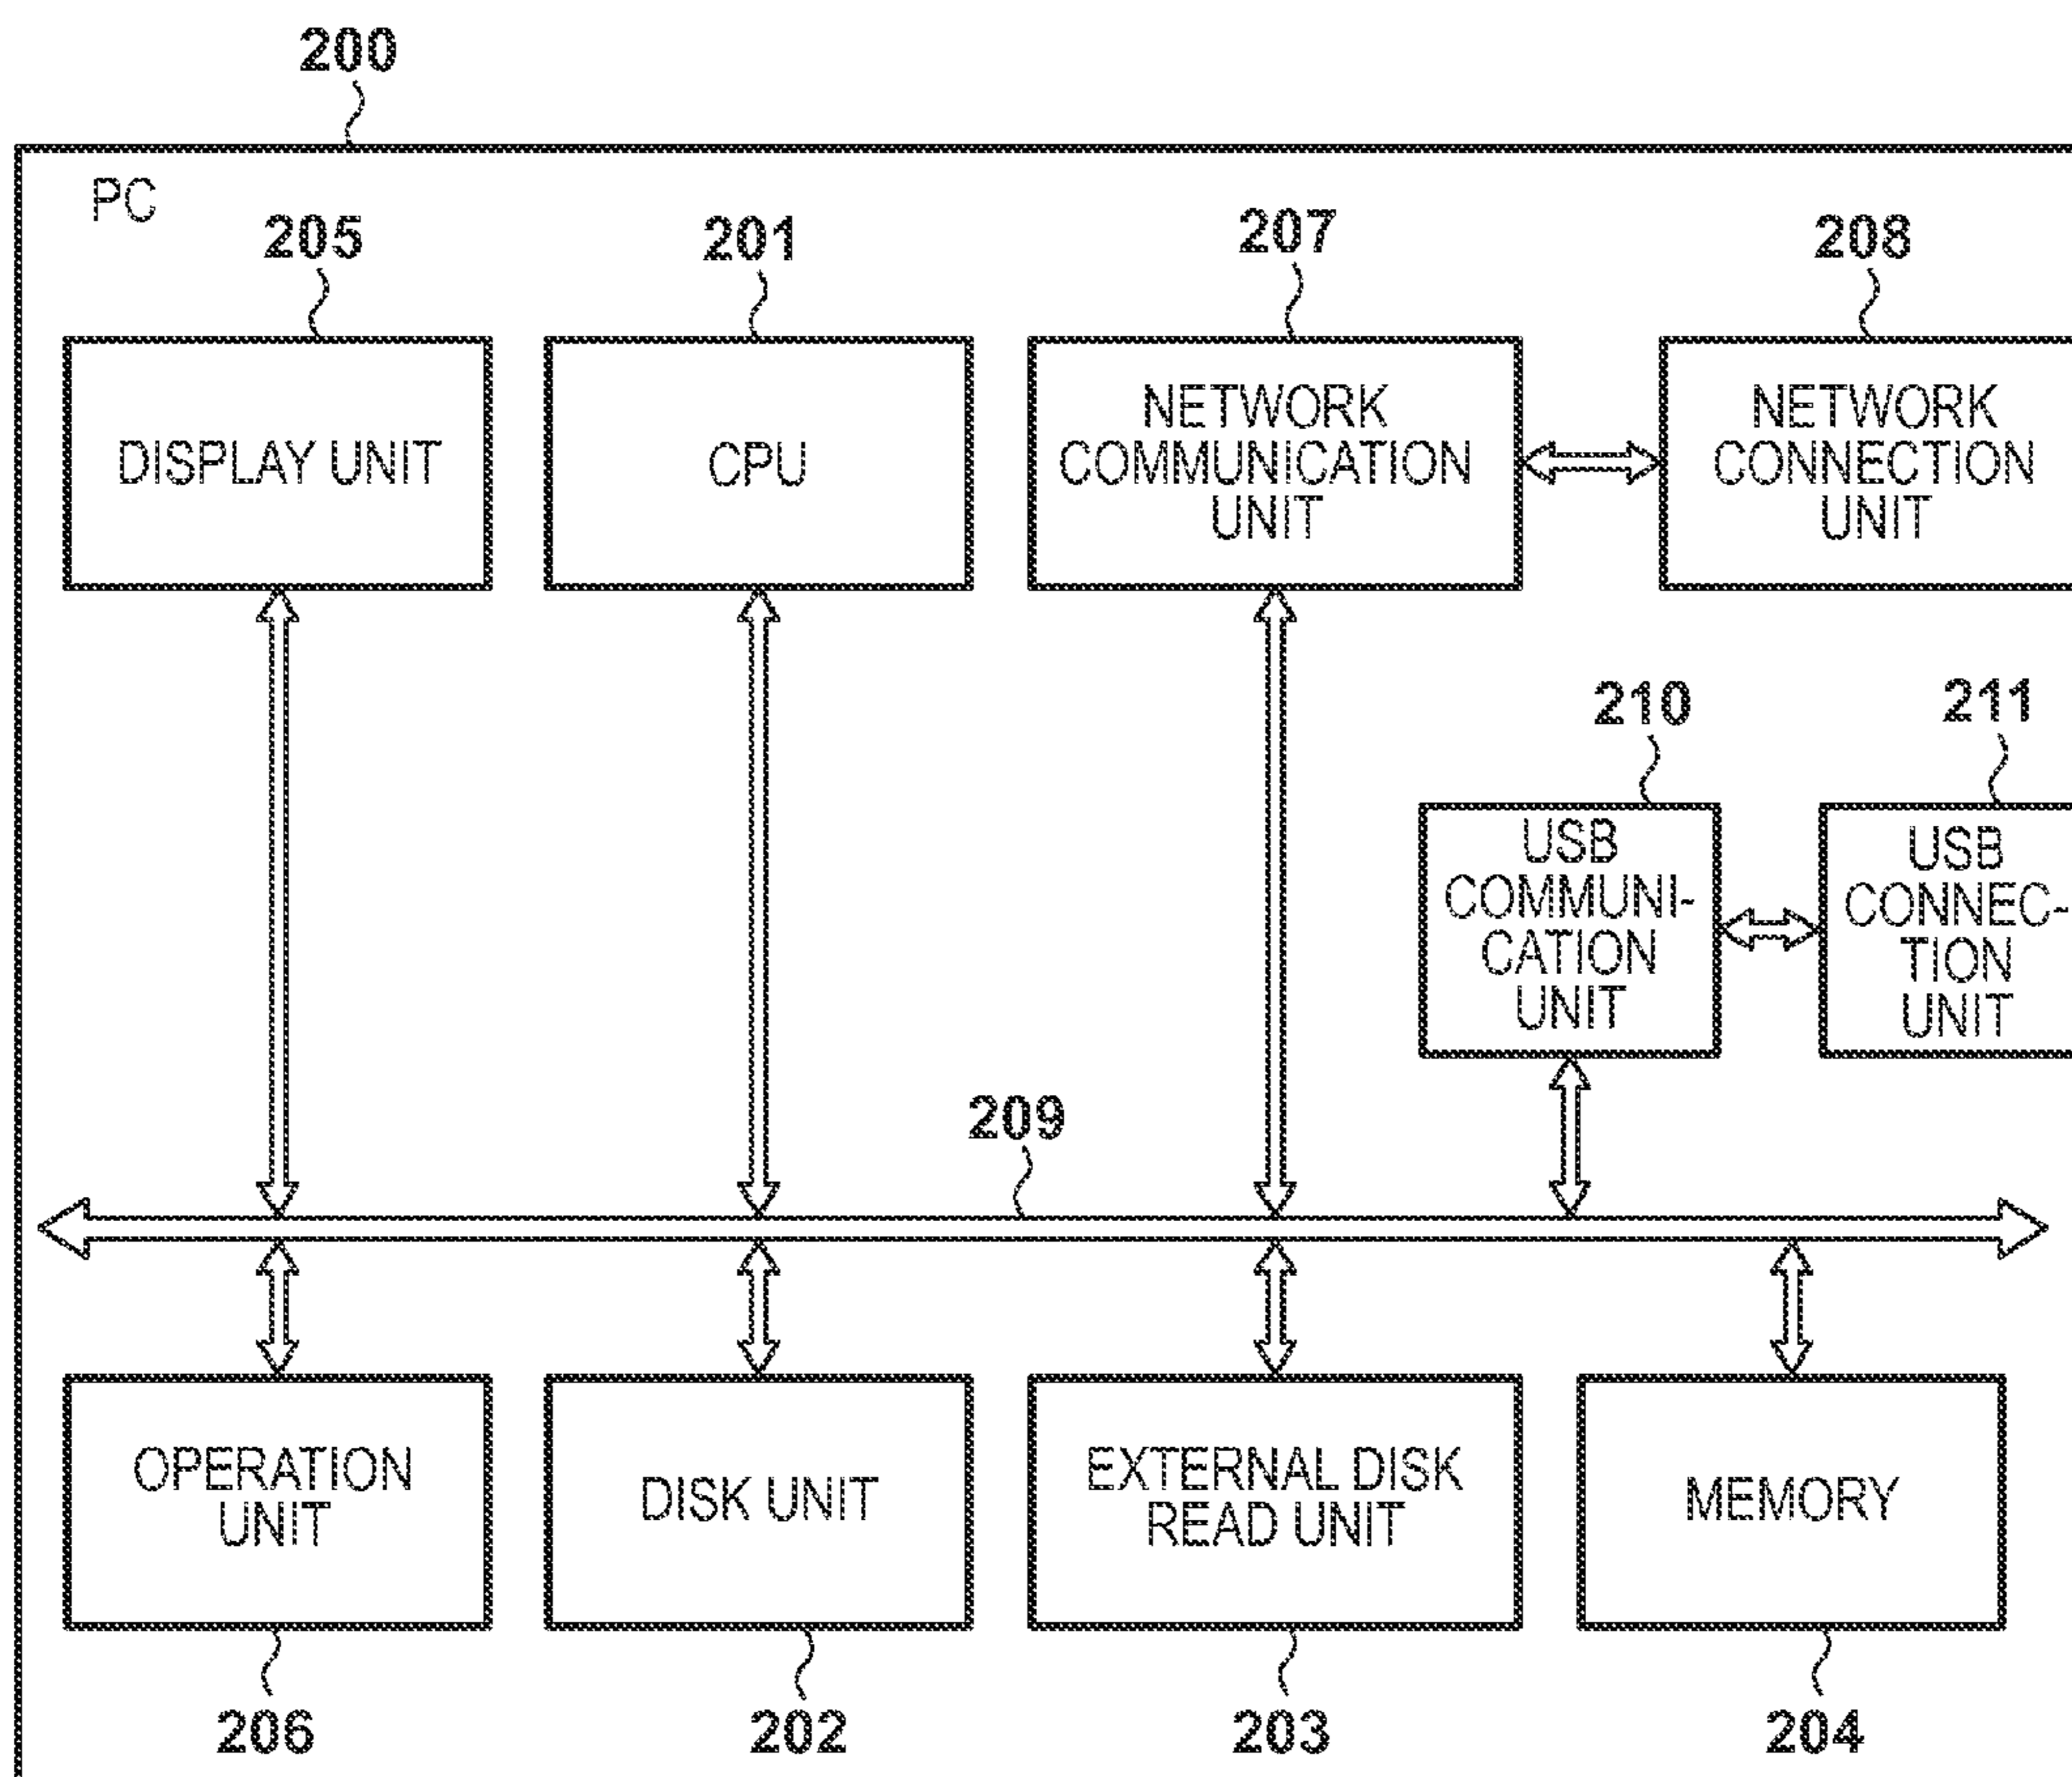 200
PC
205
201
207
208
DISPLAY UNIT
CPU
NETWORK
COMMUNICATION
UNIT
NETWORK
CONNECTION
UNIT
210
211
USB
COMMUNI-
CATION
UNIT
USB
CONNEC-
TION
UNIT
209
OPERATION
UNIT
DISK UNIT
EXTERNAL DISK
READ UNIT
MEMORY
206
202
203
204